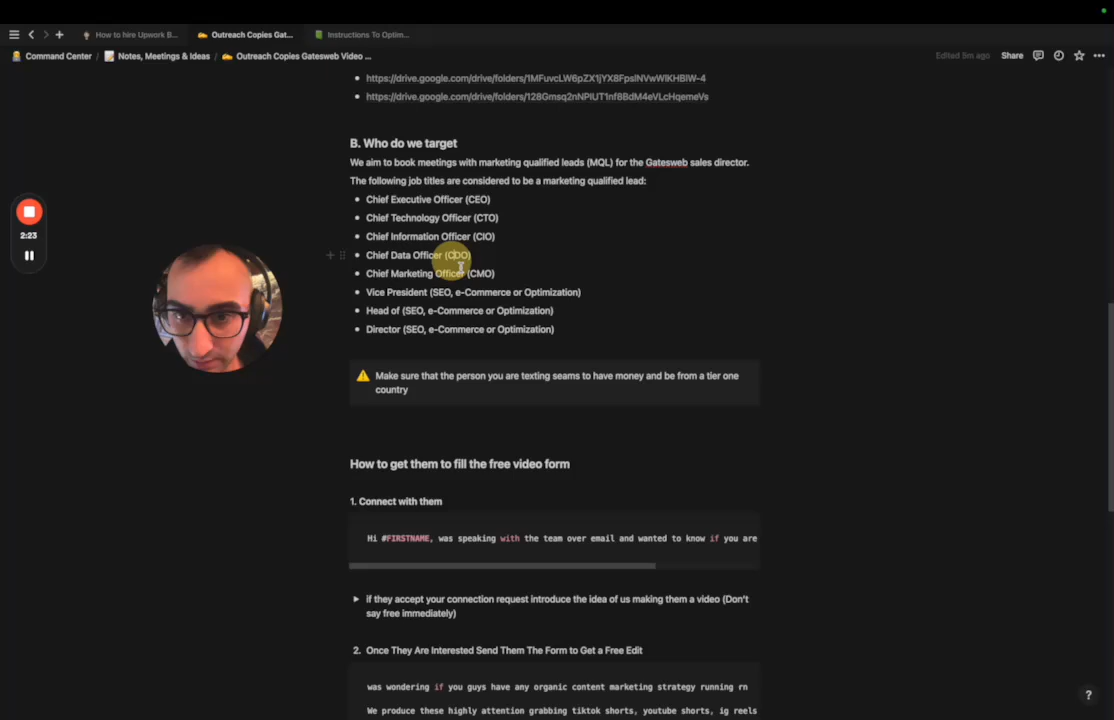 How to hire Upwork B...
Outreach Copies Gat...
Instructions To Optim...
Command Center / Notes, Meetings & Ideas / Outreach Copies Gatesweb Video ...
Edited 5m ago
Share
https://drive.google.com/drive/folders/1MFuvcLW6pZX1jYX8FpslNVwWlKHBIW-4
https://drive.google.com/drive/folders/128Gmsq2nNPlUT1nf8BdM4eVLcHqemeVs
B. Who do we target
We aim to book meetings with marketing qualified leads (MQL) for the Gatesweb sales director.
The following job titles are considered to be a marketing qualified lead:
Chief Executive Officer (CEO)
Chief Technology Officer (CTO)
2:23
Chief Information Officer (CIO)
Chief Data Officer (CDO)
Chief Marketing Officer (CMO)
Vice President (SEO, e-Commerce or Optimization)
Head of (SEO, e-Commerce or Optimization)
Director (SEO, e-Commerce or Optimization)
Make sure that the person you are texting seams to have money and be from a tier one
country
How to get them to fill the free video form
1. Connect with them
Hi #FIRSTNAME, was speaking with the team over email and wanted to know if you are
if they accept your connection request introduce the idea of us making them a video (Don't
say free immediately)
2. Once They Are Interested Send Them The Form to Get a Free Edit
was wondering if you guys have any organic content marketing strategy running rn
We produce these highly attention grabbing tiktok shorts, youtube shorts, ig reels
?